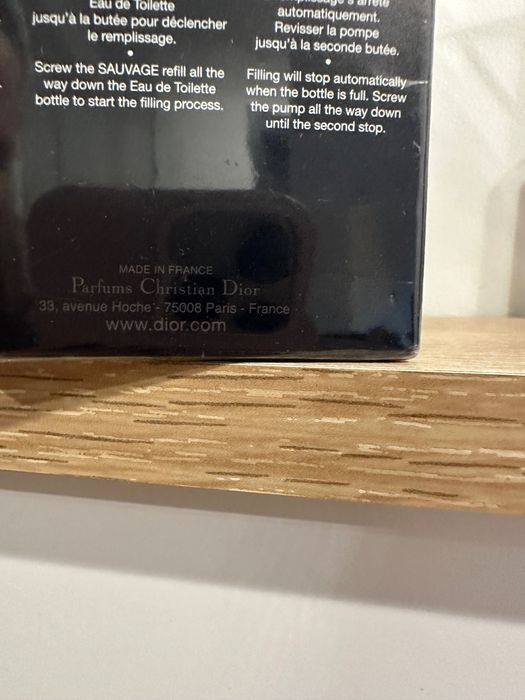 Eau de Toilette
jusqu'à la butée pour déclencher
le remplissage.
•
Screw the SAUVAGE refill all the
way down the Eau de Toilette
bottle to start the filling process.
s'arrête
automatiquement.
Revisser la pompe
jusqu'à la seconde butée.
•
Filling will stop automatically
when the bottle is full. Screw
the pump all the way down
until the second stop.
MADE IN FRANCE
Parfums Christian Dior
33, avenue Hoche - 75008 Paris - France
www.dior.com